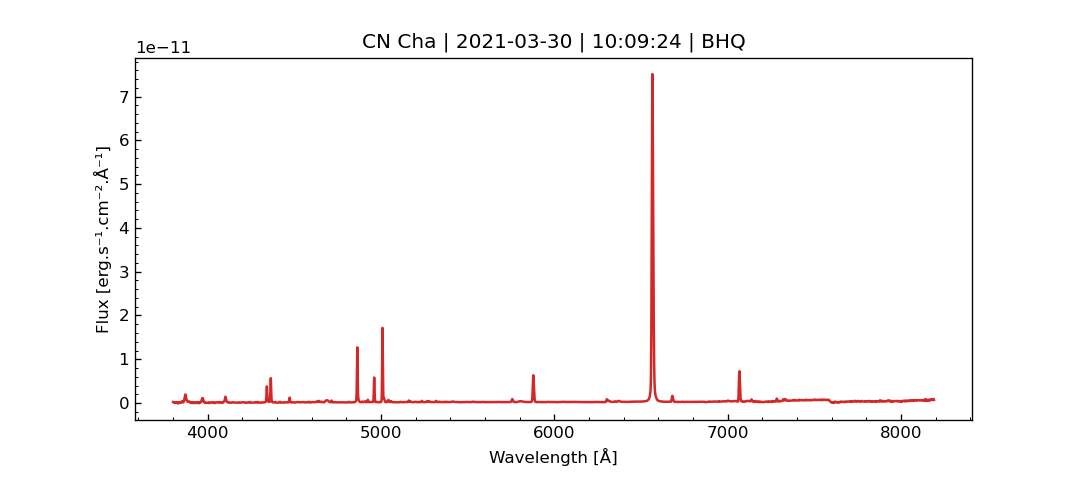 CN Cha | 2021-03-30 | 10:09:24 | BHQ
1e−11
7
6
5
4
3
2
1
0
Flux [erg.s⁻¹.cm⁻².Å⁻¹]
4000 5000 6000 7000 8000
Wavelength [Å]